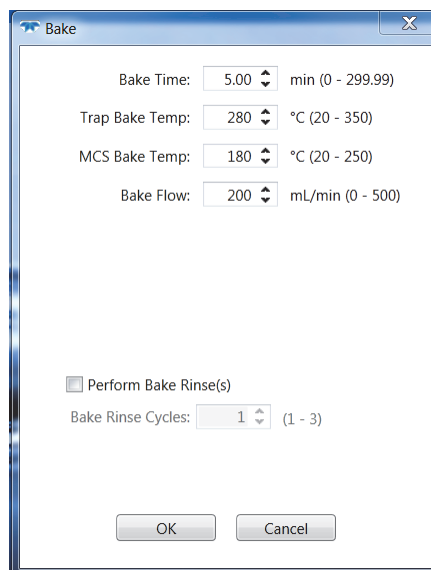 Bake
Bake Time: 5.00 min (0 - 299.99)
Trap Bake Temp: 280 °C (20 - 350)
MCS Bake Temp: 180 °C (20 - 250)
Bake Flow: 200 mL/min (0 - 500)
Perform Bake Rinse(s)
Bake Rinse Cycles: 1 (1 - 3)
OK Cancel